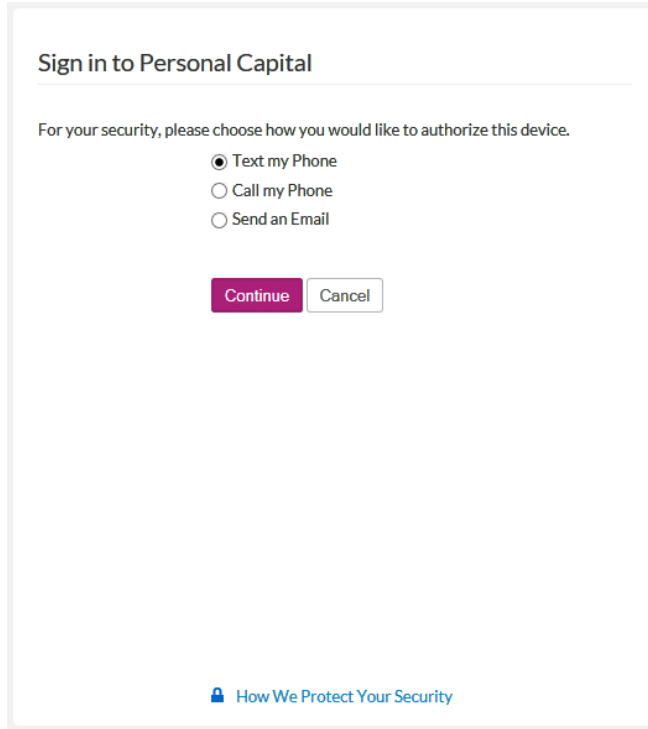 Sign in to Personal Capital
For your security, please choose how you would like to authorize this device.
Text my Phone
Call my Phone
Send an Email
Continue Cancel
How We Protect Your Security